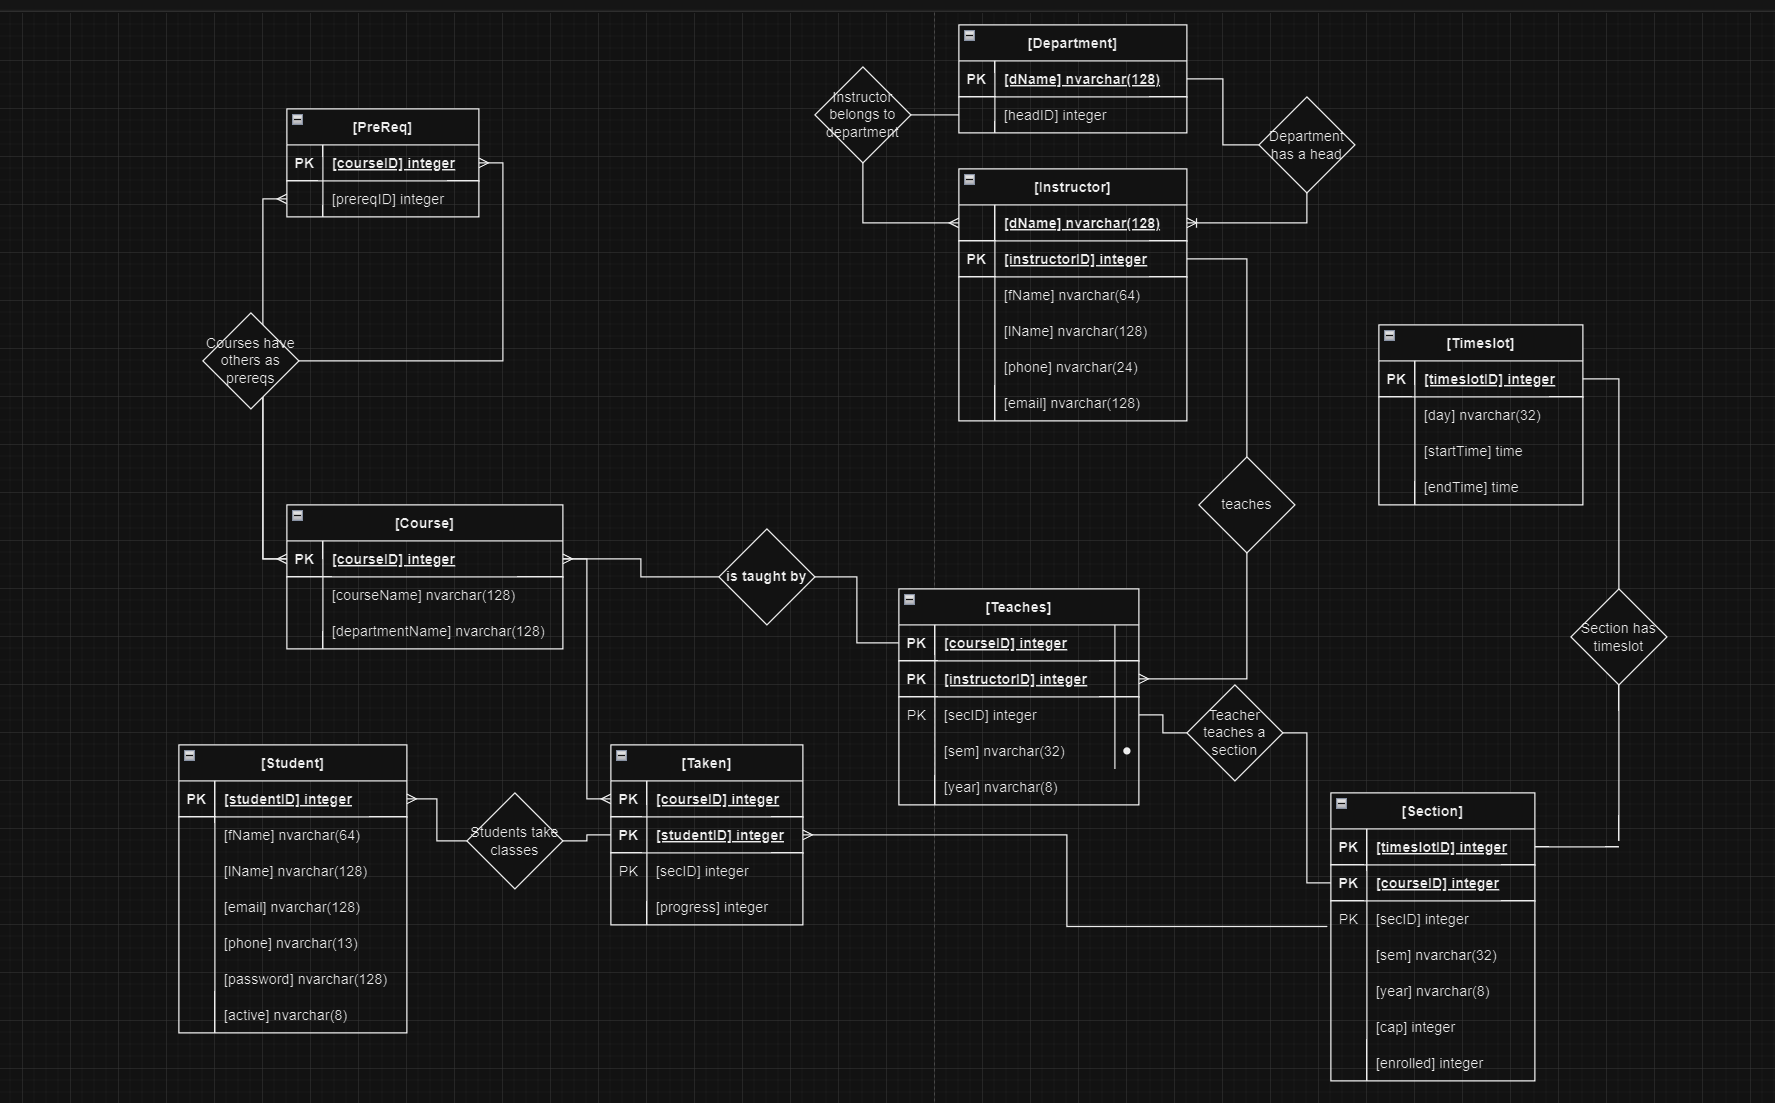 [Department]
PK [dName] nvarchar(128)
[headID] integer
Instructor
belongs to
department
Department
has a head
[PreReq]
PK [courseID] integer
[prereqID] integer
[Instructor]
[dName] nvarchar(128)
PK [instructorID] integer
[fName] nvarchar(64)
[lName] nvarchar(128)
[phone] nvarchar(24)
[email] nvarchar(128)
Courses have
others as
prereqs
[Timeslot]
PK [timeslotID] integer
[day] nvarchar(32)
[startTime] time
[endTime] time
teaches
[Course]
PK [courseID] integer
[courseName] nvarchar(128)
[departmentName] nvarchar(128)
is taught by
[Teaches]
PK [courseID] integer
PK [instructorID] integer
PK [secID] integer
[sem] nvarchar(32)
[year] nvarchar(8)
Section has
timeslot
Teacher
teaches a
section
[Student]
PK [studentID] integer
[fName] nvarchar(64)
[lName] nvarchar(128)
[email] nvarchar(128)
[phone] nvarchar(13)
[password] nvarchar(128)
[active] nvarchar(8)
Students take
classes
[Taken]
PK [courseID] integer
PK [studentID] integer
PK [secID] integer
[progress] integer
[Section]
PK [timeslotID] integer
PK [courseID] integer
PK [secID] integer
[sem] nvarchar(32)
[year] nvarchar(8)
[cap] integer
[enrolled] integer